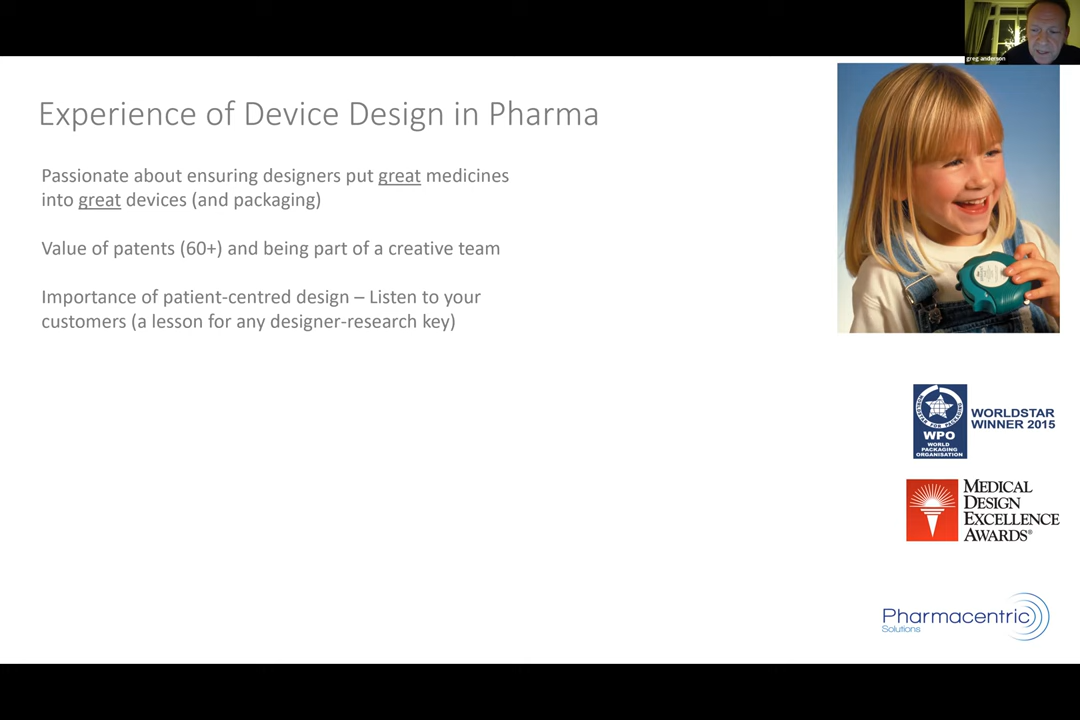 greg anderson
Experience of Device Design in Pharma
Passionate about ensuring designers put great medicines
into great devices (and packaging)
Value of patents (60+) and being part of a creative team
Importance of patient-centred design – Listen to your
customers (a lesson for any designer-research key)
WORLDSTAR
WINNER 2015
WPO
WORLD
PACKAGING
ORGANISATION
MEDICAL
DESIGN
EXCELLENCE
AWARDS®
Pharmacentric
Solutions